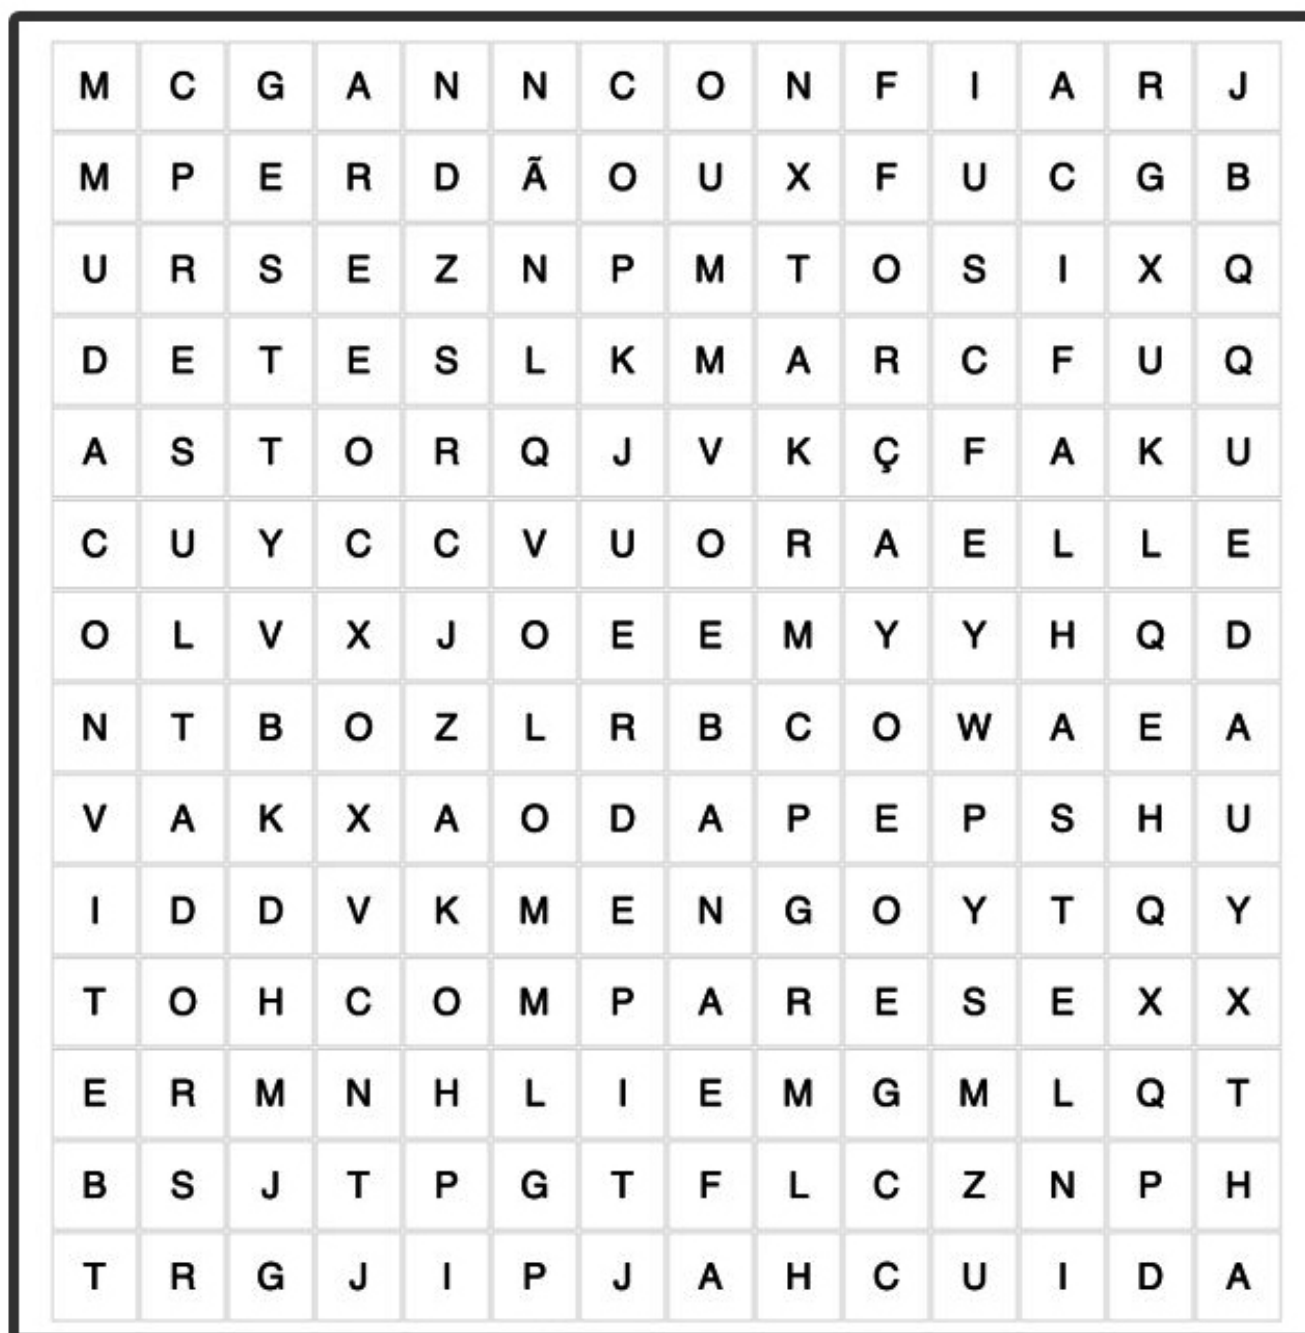 M C G A N N C O N F I A R J
M P E R D Ã O U X F U C G B
U R S E Z N P M T O S I X Q
D E T E S L K M A R C F U Q
A S T O R Q J V K Ç F A K U
C U Y C C V U O R A E L L E
O L V X J O E E M Y Y H Q D
N T B O Z L R B C O W A E A
V A K X A O D A P E P S H U
I D D V K M E N G O Y T Q Y
T O H C O M P A R E S E X X
E R M N H L I E M G M L Q T
B S J T P G T F L C Z N P H
T R G J I P J A H C U I D A